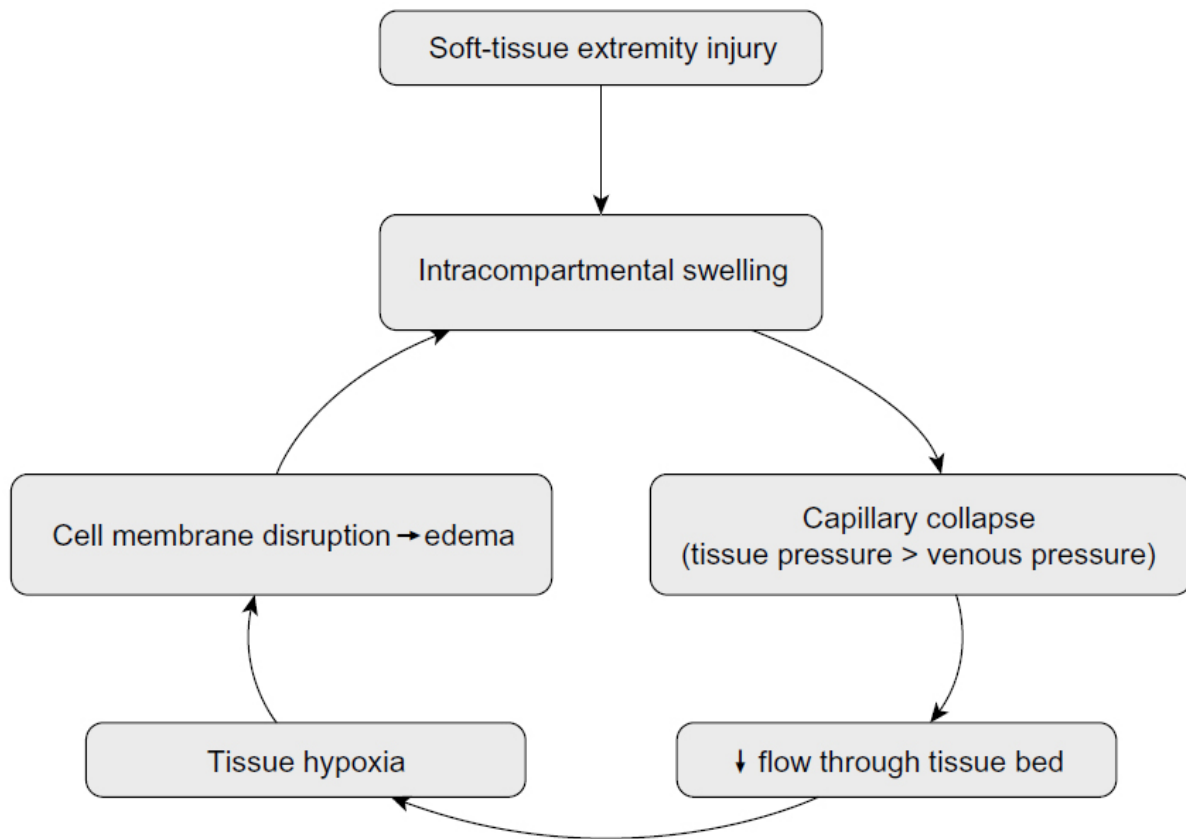 Soft-tissue extremity injury
Intracompartmental swelling
Capillary collapse
(tissue pressure > venous pressure)
↓ flow through tissue bed
Tissue hypoxia
Cell membrane disruption → edema